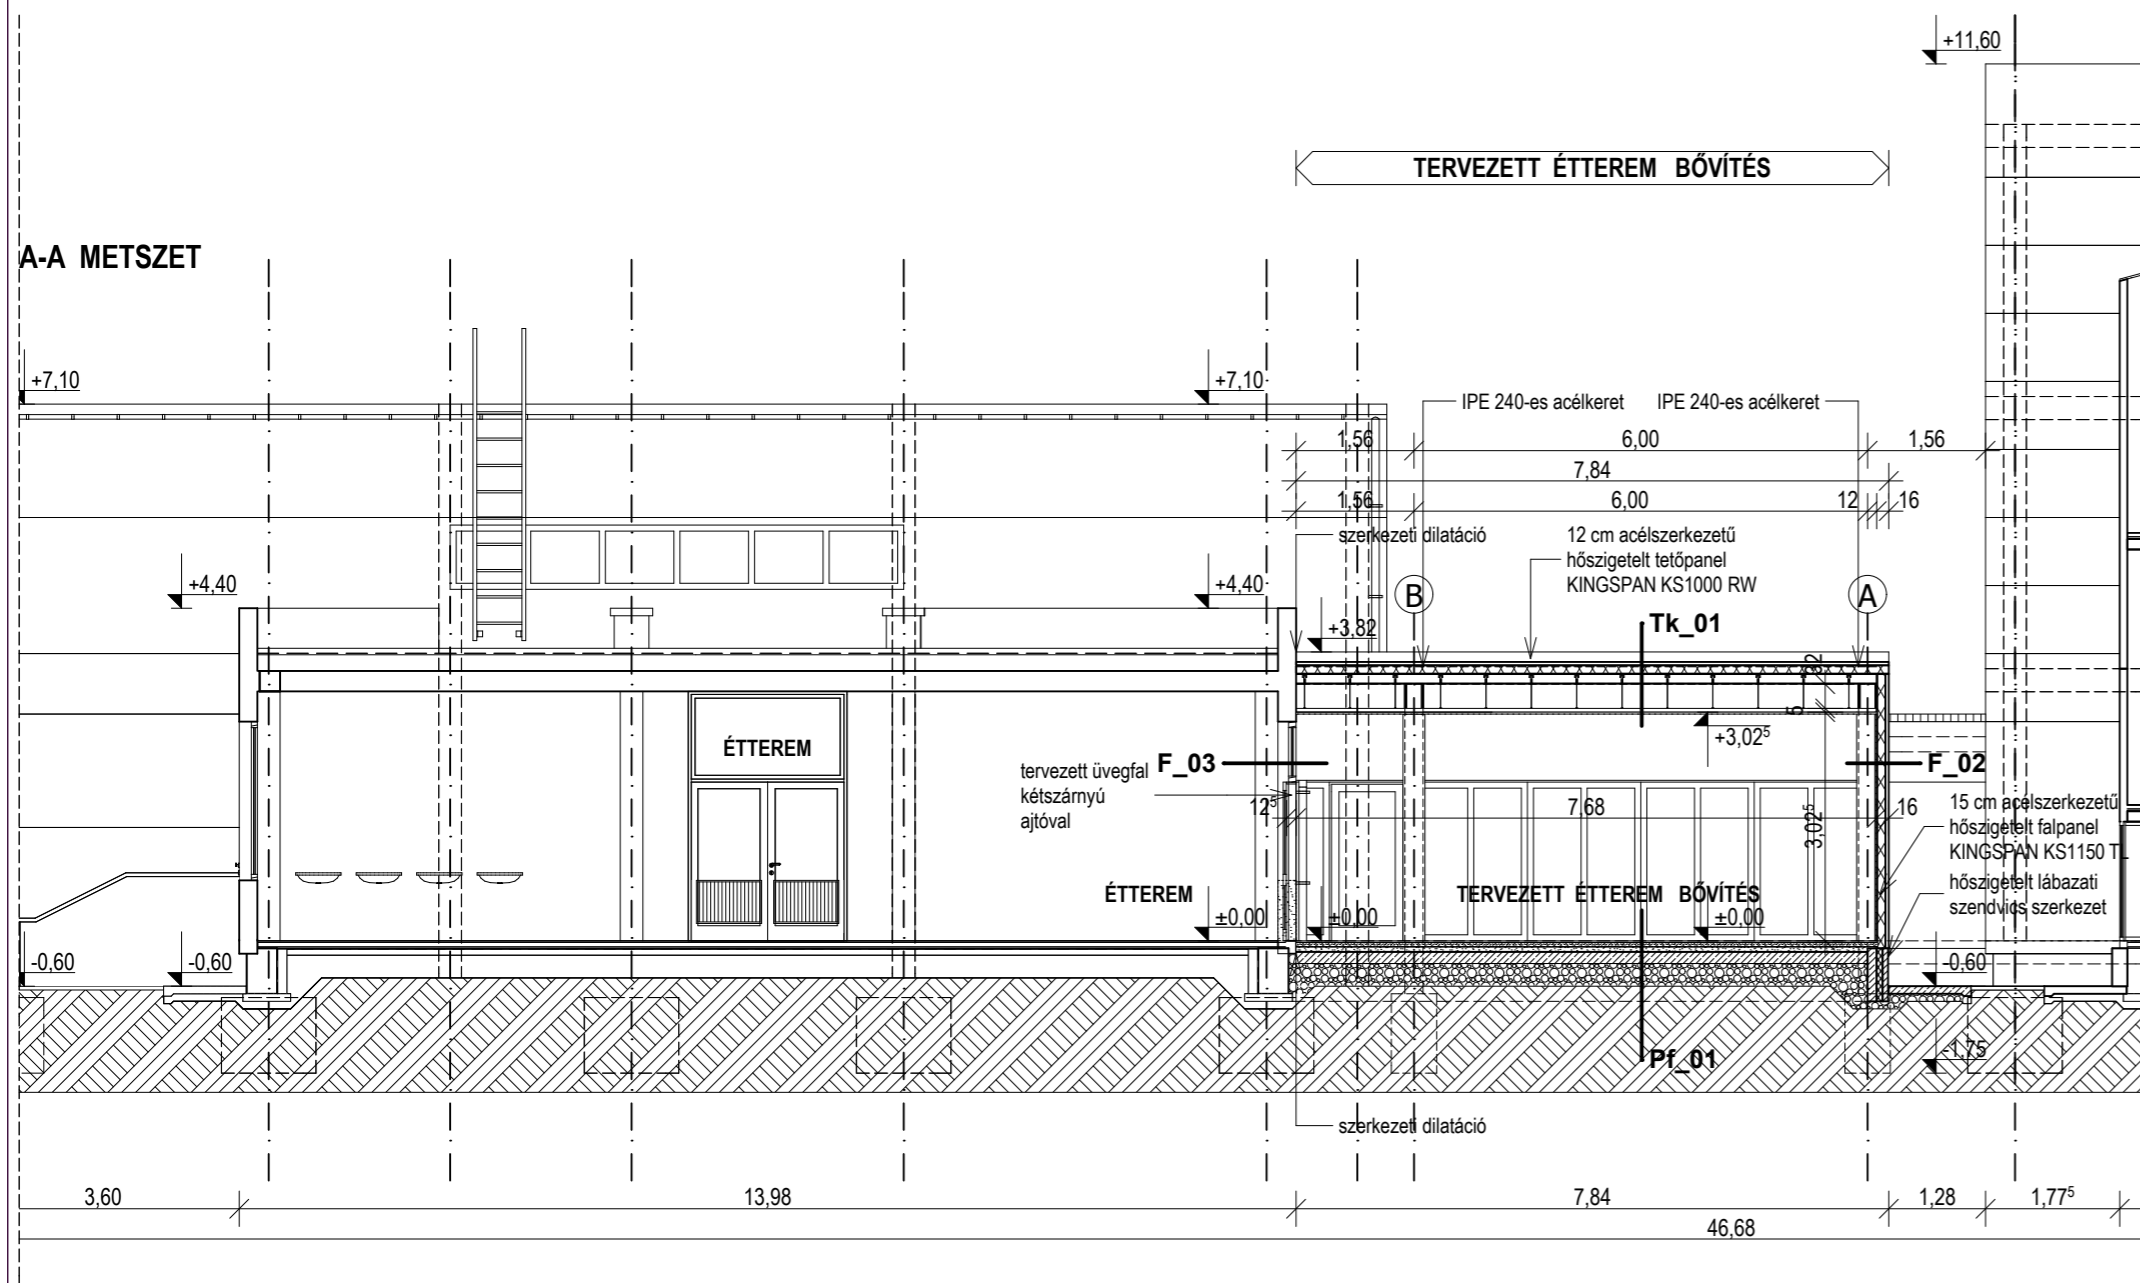 +11,60
TERVEZETT ÉTTEREM BŐVÍTÉS
A-A METSZET
+7,10
+7,10
IPE 240-es acélkeret
IPE 240-es acélkeret
1,56
6,00
1,56
7,84
1,56
6,00
12
16
szerkezeti dilatáció
12 cm acélszerkezetű
hőszigetelt tetőpanel
KINGSPAN KS1000 RW
+4,40
+4,40
B
A
+3,82
Tk_01
32
5
+3,02⁵
ÉTTEREM
F_03
F_02
tervezett üvegfal
kétszárnyú
ajtóval
12⁵
7,68
16
3,02⁵
15 cm acélszerkezetű
hőszigetelt falpanel
KINGSPAN KS1150 TL
hőszigetelt lábazati
szendvics szerkezet
ÉTTEREM
TERVEZETT ÉTTEREM BŐVÍTÉS
±0,00
±0,00
±0,00
-0,60
-0,60
-0,60
-1,75
Pf_01
szerkezeti dilatáció
3,60
13,98
7,84
1,28
1,77⁵
46,68